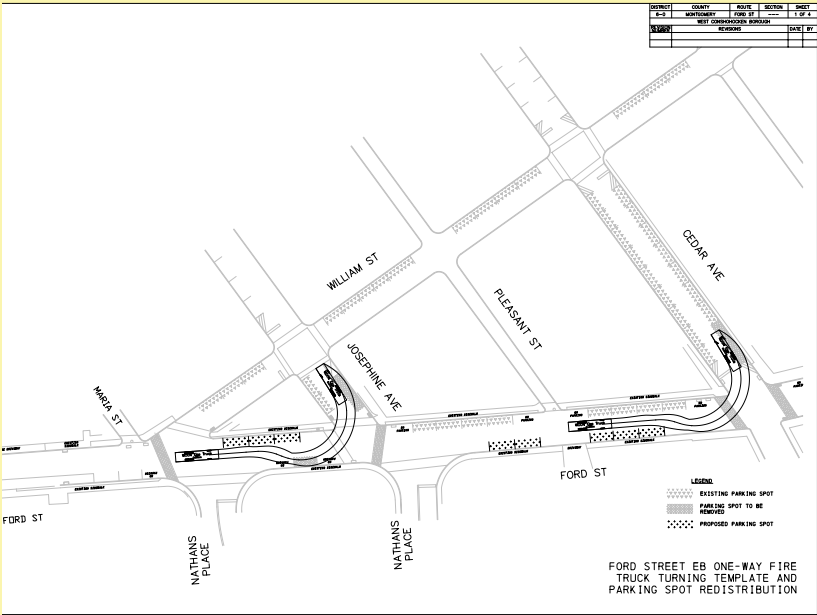 DISTRICT COUNTY ROUTE SECTION SHEET
6-0 MONTGOMERY FORD ST ---- 1 OF 4
WEST CONSHOHOCKEN BOROUGH
REVISIONS DATE BY
CEDAR AVE
WILLIAM ST
PLEASANT ST
JOSEPHINE AVE
MARIA ST
FORD ST
FORD ST
NATHANS
PLACE
NATHANS
PLACE
LEGEND
EXISTING PARKING SPOT
PARKING SPOT TO BE
REMOVED
PROPOSED PARKING SPOT
FORD STREET EB ONE-WAY FIRE
TRUCK TURNING TEMPLATE AND
PARKING SPOT REDISTRIBUTION